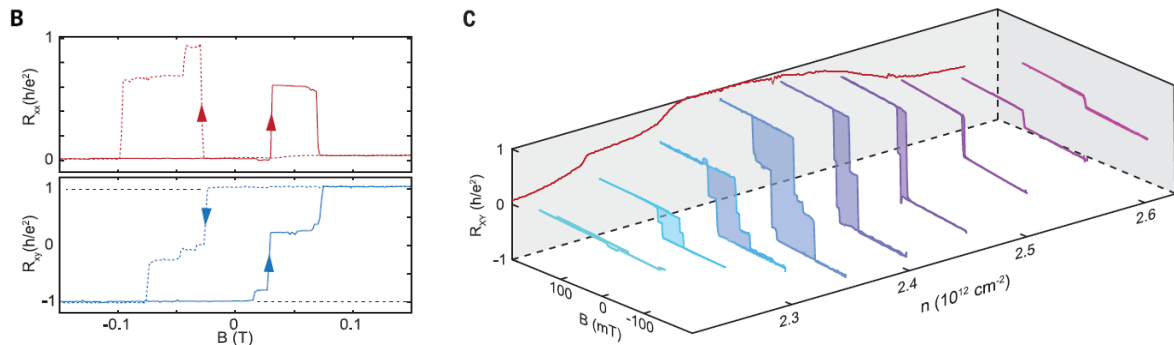 B
1
R_xx (h/e²)
0
1
R_xy (h/e²)
0
-1
-0.1
0
0.1
B (T)
C
1
R_XY (h/e²)
0
-1
100
0
-100
B (mT)
2.3
2.4
2.5
2.6
n (10¹² cm⁻²)